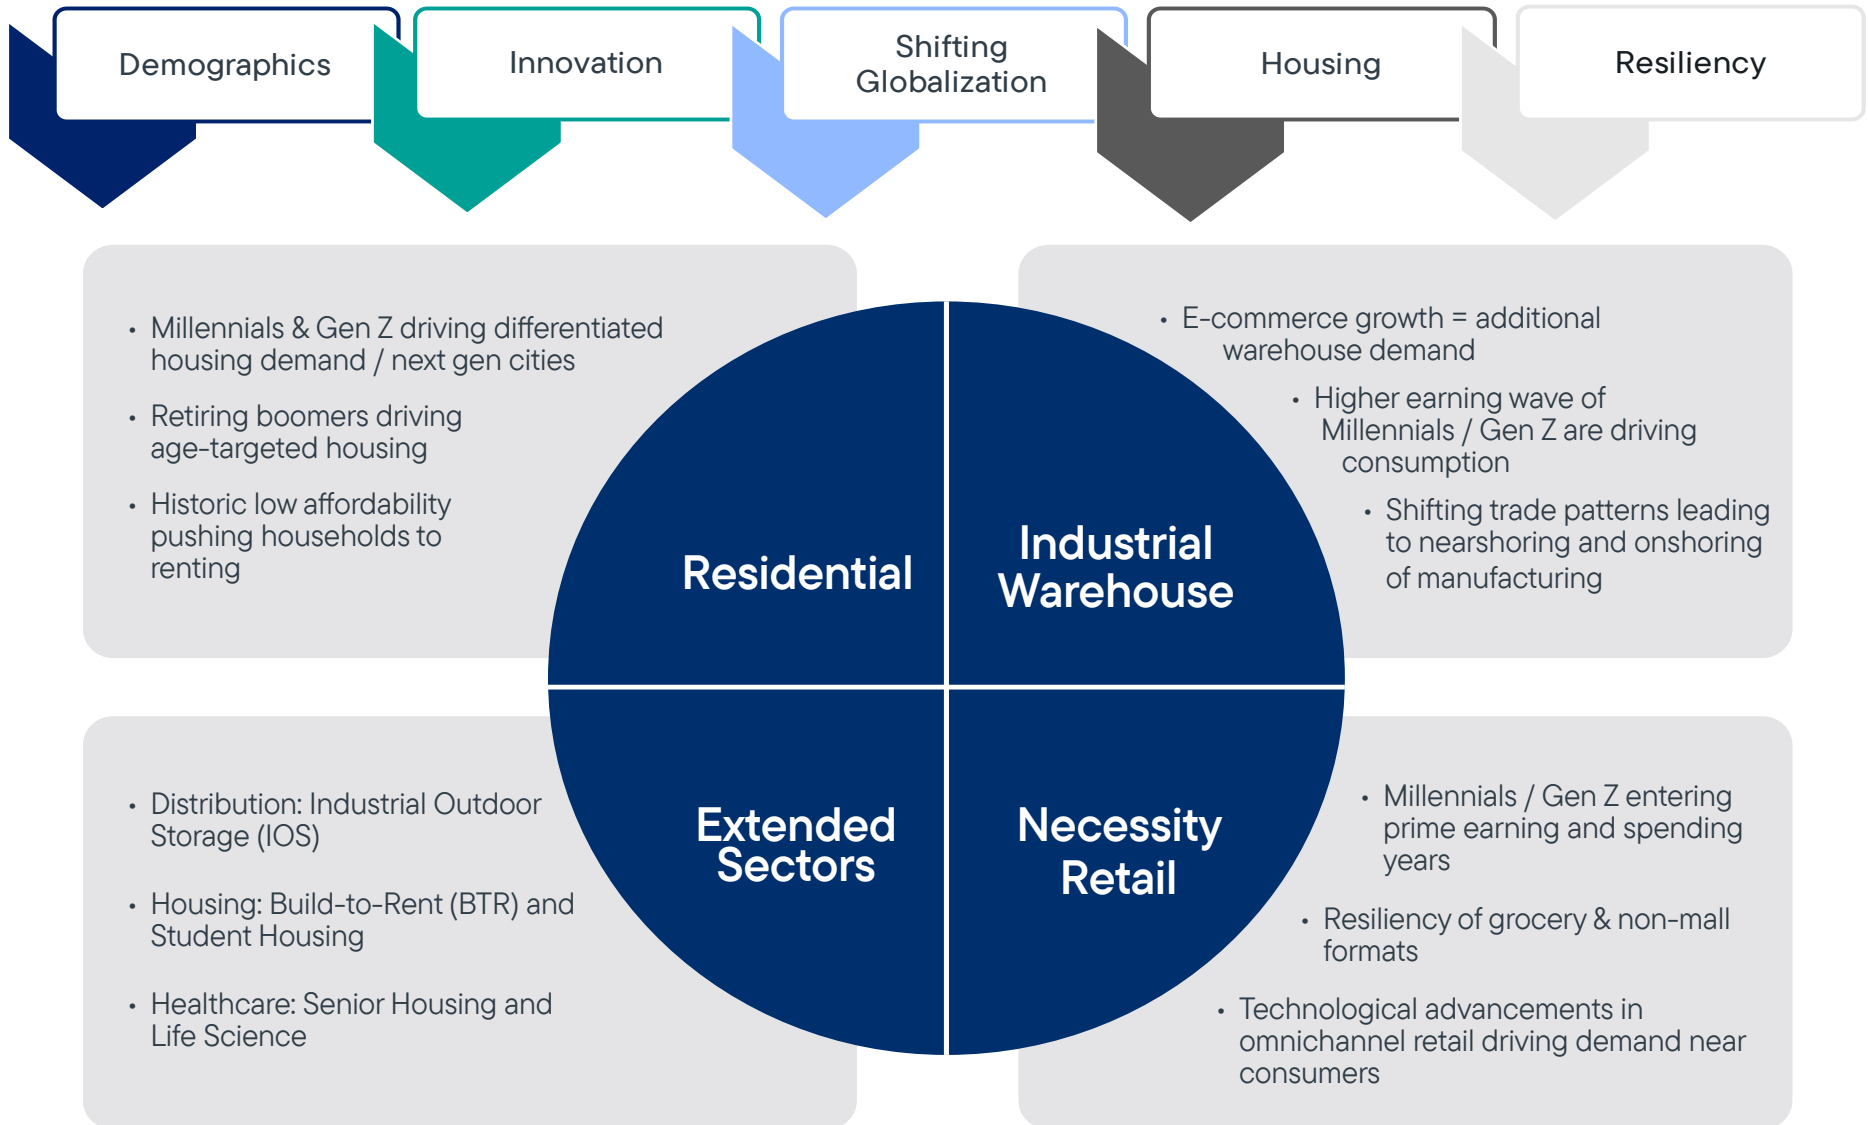 Demographics
Innovation
Shifting
Globalization
Housing
Resiliency
• Millennials & Gen Z driving differentiated
housing demand / next gen cities
• Retiring boomers driving
age-targeted housing
• Historic low affordability
pushing households to
renting
Residential
Industrial
Warehouse
• E-commerce growth = additional
warehouse demand
• Higher earning wave of
Millennials / Gen Z are driving
consumption
• Shifting trade patterns leading
to nearshoring and onshoring
of manufacturing
• Distribution: Industrial Outdoor
Storage (IOS)
• Housing: Build-to-Rent (BTR) and
Student Housing
• Healthcare: Senior Housing and
Life Science
Extended
Sectors
Necessity
Retail
• Millennials / Gen Z entering
prime earning and spending
years
• Resiliency of grocery & non-mall
formats
• Technological advancements in
omnichannel retail driving demand near
consumers